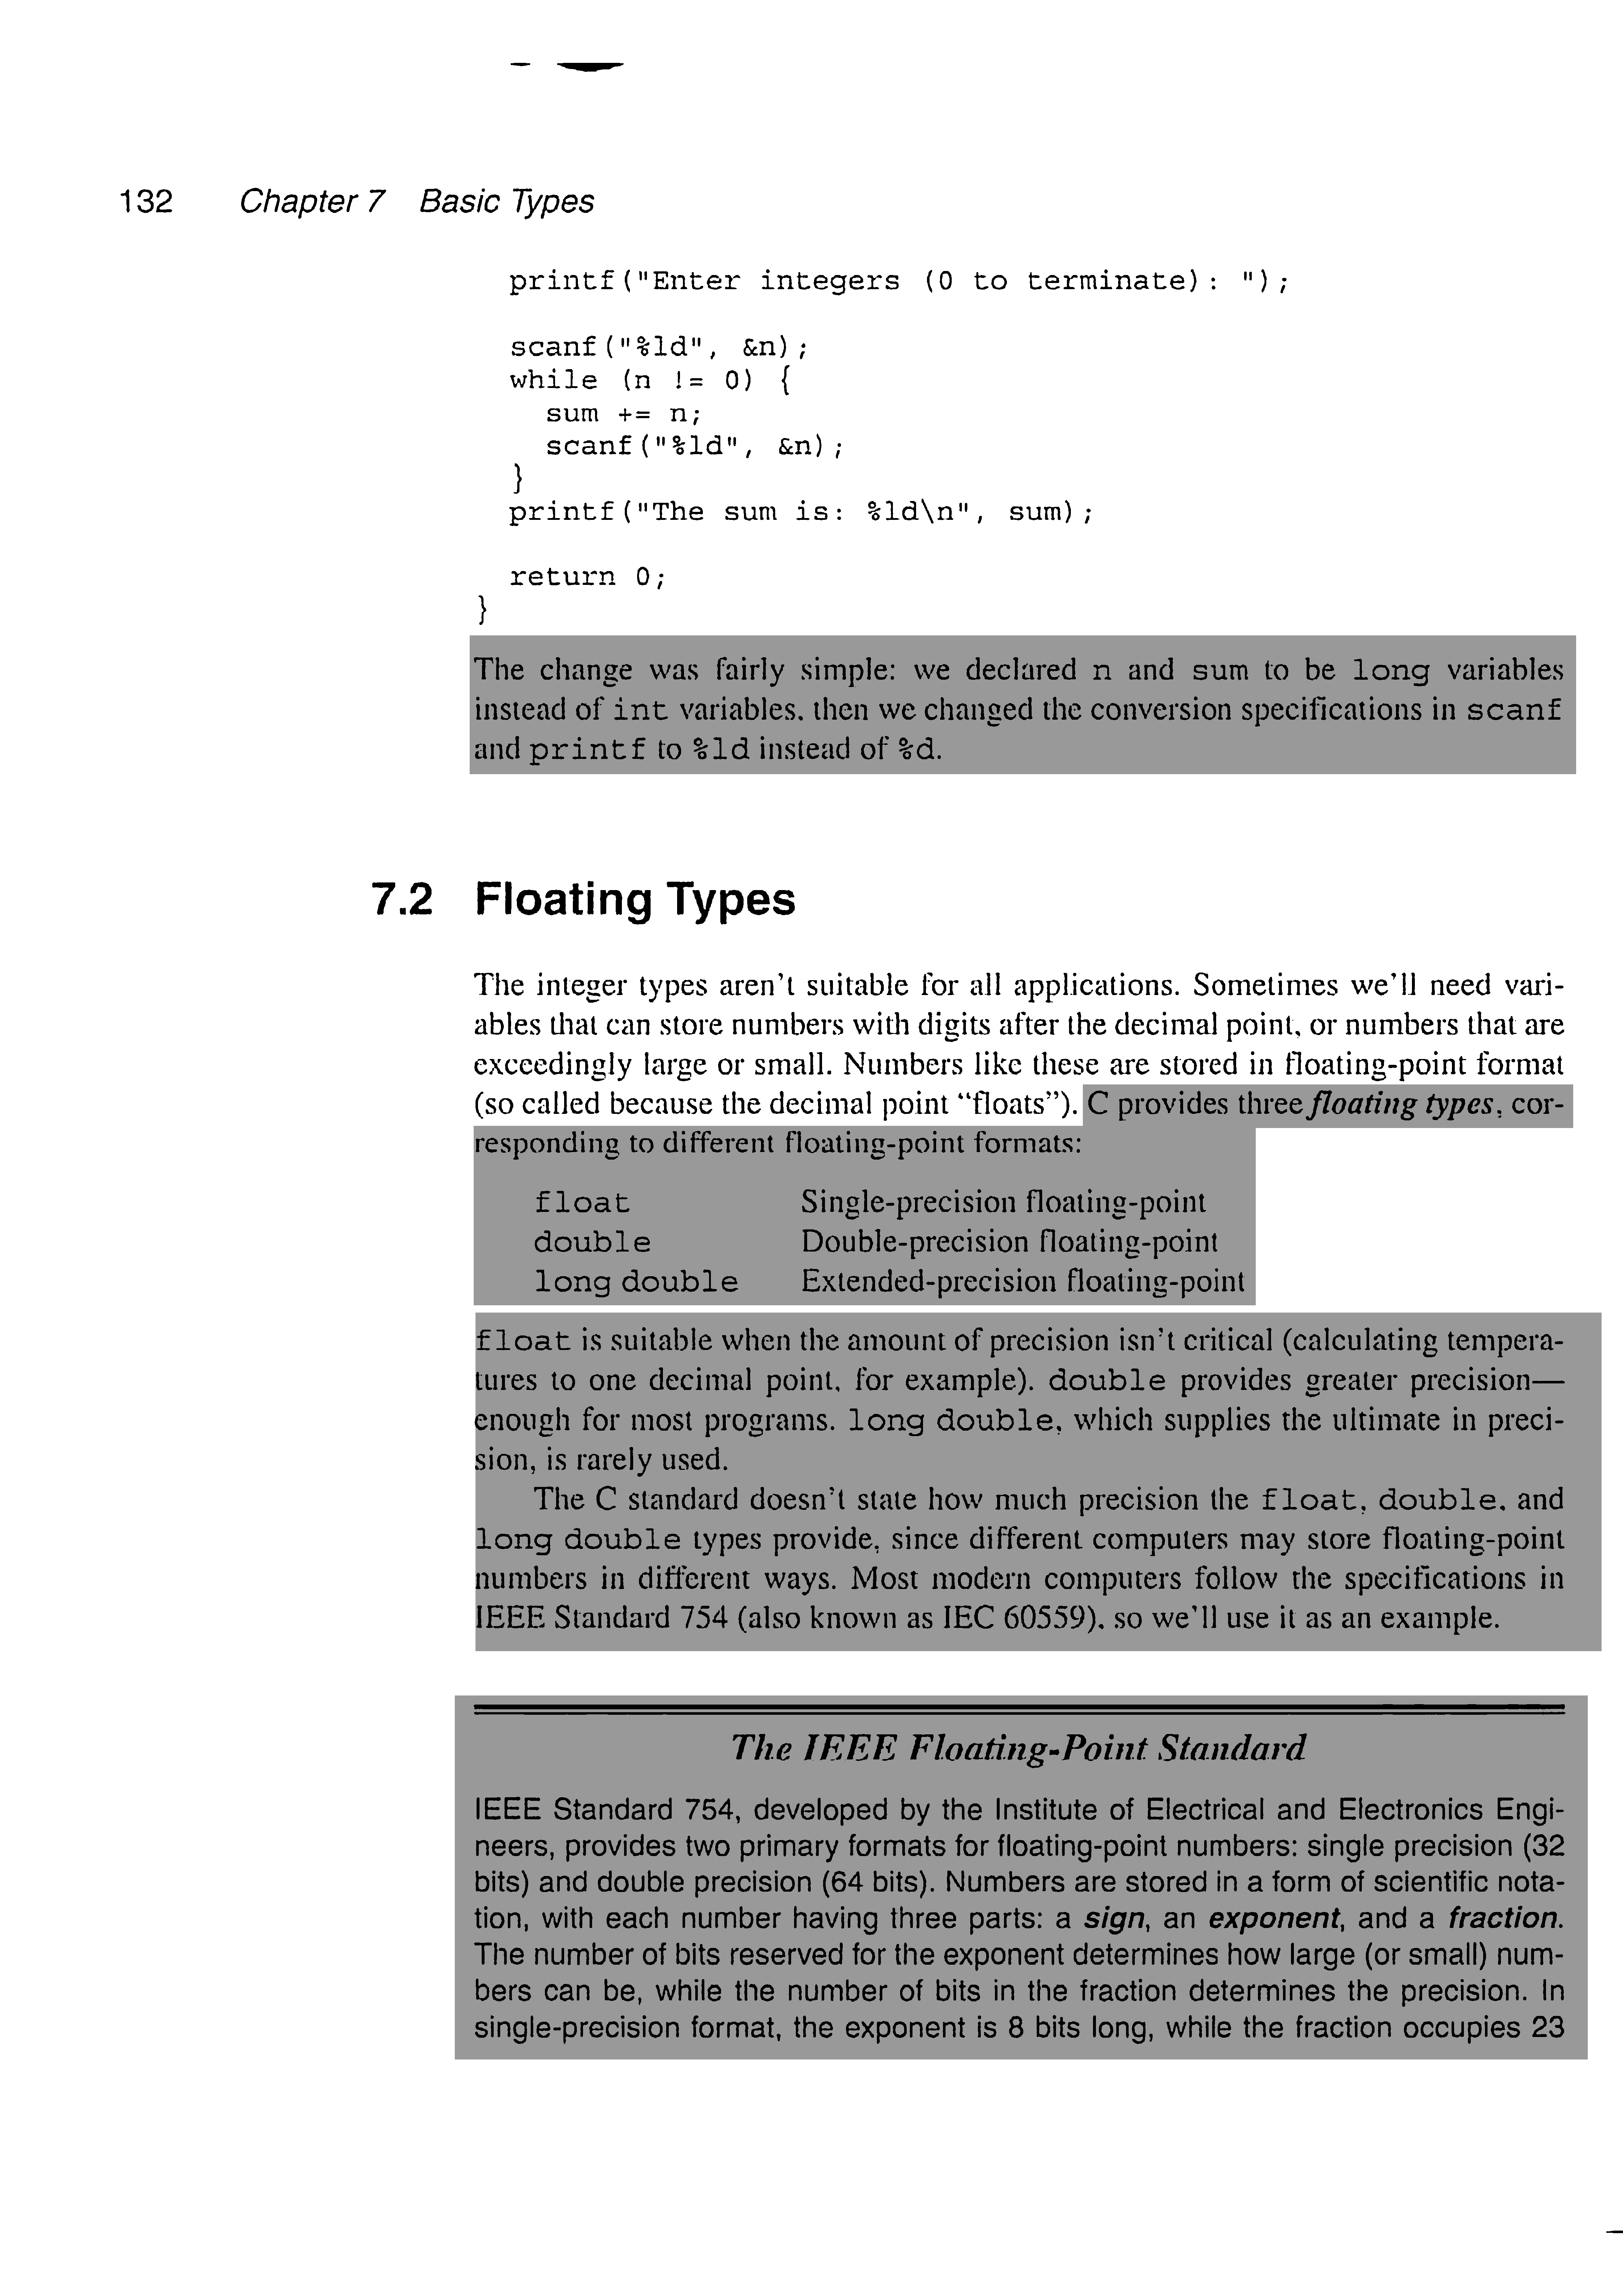 132 Chapter 7 Basic Types
printf("Enter integers (0 to terminate): ");
scanf("%ld", &n);
while (n != 0) {
sum += n;
scanf("%ld", &n);
}
printf("The sum is: %ld\n", sum);
return 0;
}
The change was fairly simple: we declared n and sum to be long variables
instead of int variables, then we changed the conversion specifications in scanf
and printf to %ld instead of %d.
7.2 Floating Types
The integer types aren't suitable for all applications. Sometimes we'll need vari-
ables that can store numbers with digits after the decimal point, or numbers that are
exceedingly large or small. Numbers like these are stored in floating-point format
(so called because the decimal point “floats”). C provides three floating types, cor-
responding to different floating-point formats:
float Single-precision floating-point
double Double-precision floating-point
long double Extended-precision floating-point
float is suitable when the amount of precision isn't critical (calculating tempera-
tures to one decimal point, for example). double provides greater precision—
enough for most programs. long double, which supplies the ultimate in preci-
sion, is rarely used.
The C standard doesn't state how much precision the float, double, and
long double types provide, since different computers may store floating-point
numbers in different ways. Most modern computers follow the specifications in
IEEE Standard 754 (also known as IEC 60559), so we'll use it as an example.
The IEEE Floating-Point Standard
IEEE Standard 754, developed by the Institute of Electrical and Electronics Engi-
neers, provides two primary formats for floating-point numbers: single precision (32
bits) and double precision (64 bits). Numbers are stored in a form of scientific nota-
tion, with each number having three parts: a sign, an exponent, and a fraction.
The number of bits reserved for the exponent determines how large (or small) num-
bers can be, while the number of bits in the fraction determines the precision. In
single-precision format, the exponent is 8 bits long, while the fraction occupies 23